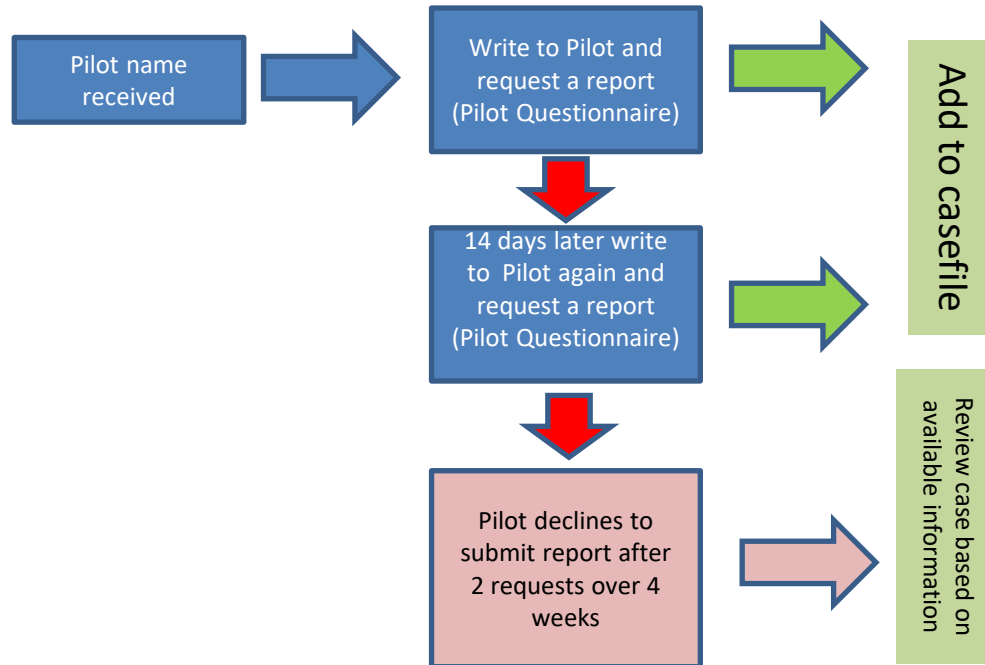 Pilot name
received
Write to Pilot and
request a report
(Pilot Questionnaire)
Add to casefile
14 days later write
to Pilot again and
request a report
(Pilot Questionnaire)
Pilot declines to
submit report after
2 requests over 4
weeks
Review case based on
available information